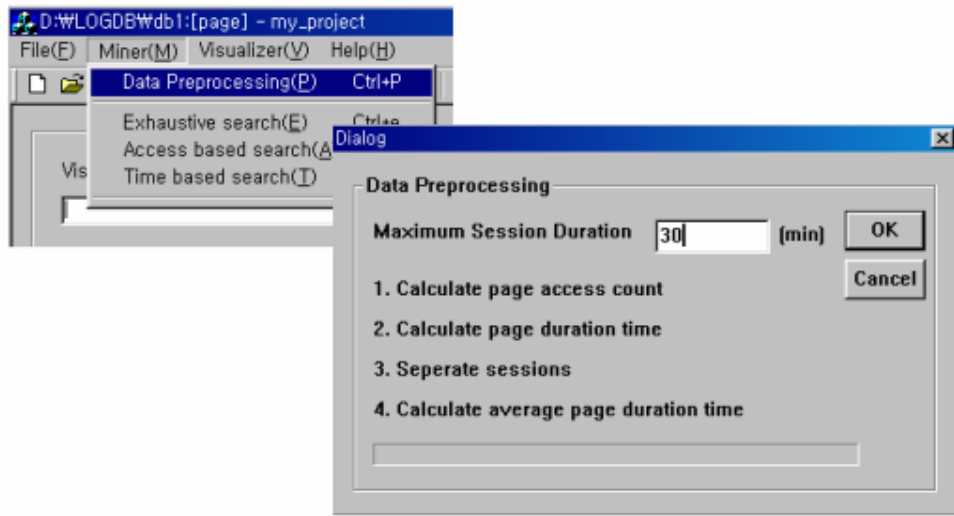 D:₩LOGDB₩db1:[page] - my_project
File(F) Miner(M) Visualizer(V) Help(H)
Data Preprocessing(P) Ctrl+P
Exhaustive search(E) Ctrl+e
Access based search(A
Time based search(T)
Vis
Dialog
Data Preprocessing
Maximum Session Duration 30 (min) OK
Cancel
1. Calculate page access count
2. Calculate page duration time
3. Seperate sessions
4. Calculate average page duration time